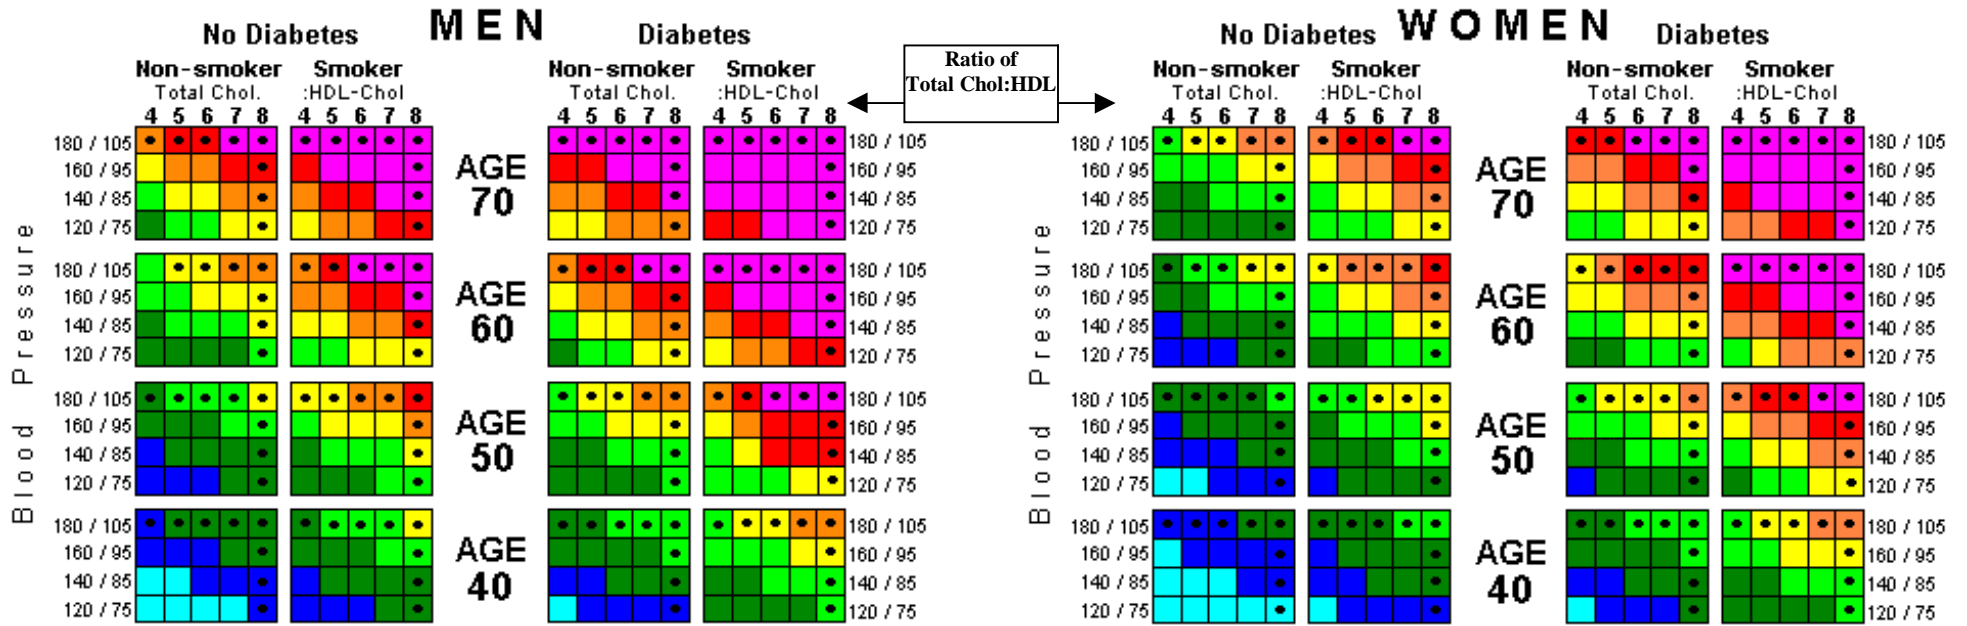 MEN
No Diabetes Diabetes
Non-smoker Smoker Non-smoker Smoker
Total Chol. :HDL-Chol Total Chol. :HDL-Chol
4 5 6 7 8 4 5 6 7 8 4 5 6 7 8 4 5 6 7 8
Ratio of
Total Chol:HDL
WOMEN
No Diabetes Diabetes
Non-smoker Smoker Non-smoker Smoker
Total Chol. :HDL-Chol Total Chol. :HDL-Chol
4 5 6 7 8 4 5 6 7 8 4 5 6 7 8 4 5 6 7 8
Blood Pressure
180 / 105 180 / 105
160 / 95 160 / 95
140 / 85 140 / 85
120 / 75 120 / 75
AGE
70
180 / 105 180 / 105
160 / 95 160 / 95
140 / 85 140 / 85
120 / 75 120 / 75
AGE
60
180 / 105 180 / 105
160 / 95 160 / 95
140 / 85 140 / 85
120 / 75 120 / 75
AGE
50
180 / 105 180 / 105
160 / 95 160 / 95
140 / 85 140 / 85
120 / 75 120 / 75
AGE
40
Blood Pressure
180 / 105 180 / 105
160 / 95 160 / 95
140 / 85 140 / 85
120 / 75 120 / 75
AGE
70
180 / 105 180 / 105
160 / 95 160 / 95
140 / 85 140 / 85
120 / 75 120 / 75
AGE
60
180 / 105 180 / 105
160 / 95 160 / 95
140 / 85 140 / 85
120 / 75 120 / 75
AGE
50
180 / 105 180 / 105
160 / 95 160 / 95
140 / 85 140 / 85
120 / 75 120 / 75
AGE
40